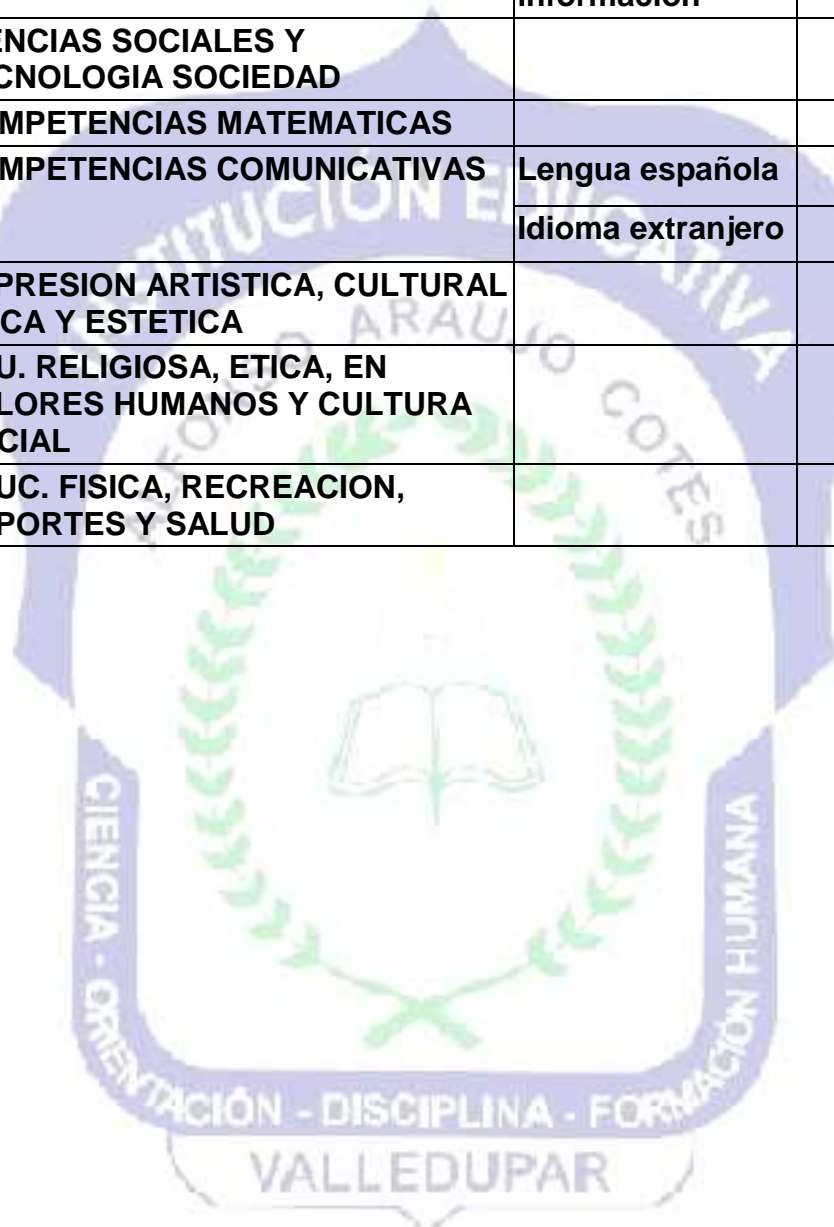 Información
ENCIAS SOCIALES Y
CNOLOGIA SOCIEDAD
MPETENCIAS MATEMATICAS
MPETENCIAS COMUNICATIVAS
Lengua española
Idioma extranjero
PRESION ARTISTICA, CULTURAL
ICA Y ESTETICA
U. RELIGIOSA, ETICA, EN
LORES HUMANOS Y CULTURA
CIAL
UC. FISICA, RECREACION,
PORTES Y SALUD
INSTITUCIÓN EDUCATIVA
ALFONSO ARAUJO COTES
CIENCIA - ORIENTACIÓN - DISCIPLINA - FORMACIÓN HUMANA
VALLEDUPAR